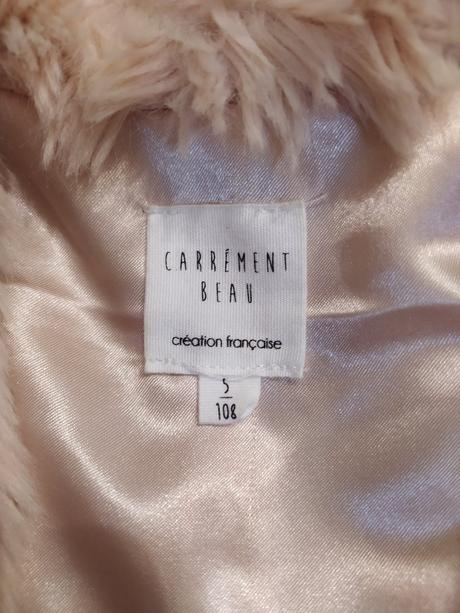 CARRÉMENT
BEAU
création française
5
108